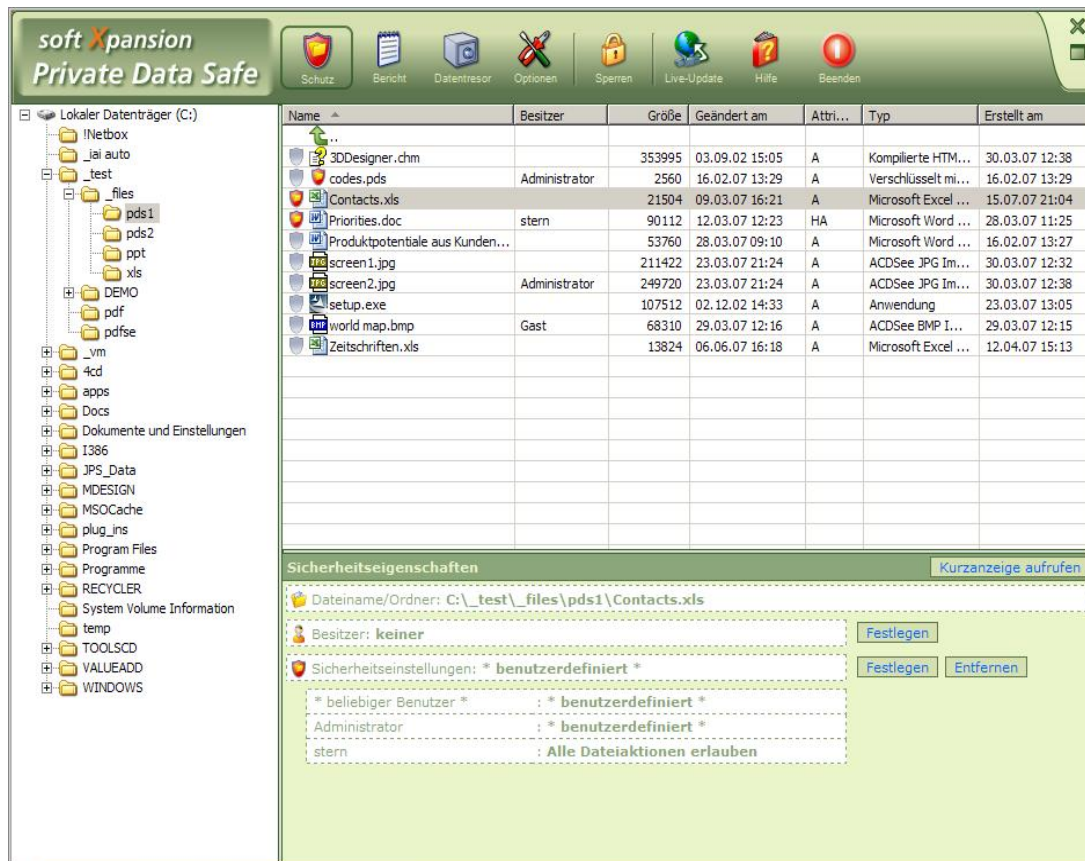 soft Xpansion
Private Data Safe
Schutz Bericht Datentresor Optionen Sperren Live-Update Hilfe Beenden
Lokaler Datenträger (C:)
!Netbox
_iai auto
_test
_files
pds1
pds2
ppt
xls
DEMO
pdf
pdfse
_vm
4cd
apps
Docs
Dokumente und Einstellungen
I386
JPS_Data
MDESIGN
MSOCache
plug_ins
Program Files
Programme
RECYCLER
System Volume Information
temp
TOOLSCD
VALUEADD
WINDOWS
Name Besitzer Größe Geändert am Attri... Typ Erstellt am
..
3DDesigner.chm 353995 03.09.02 15:05 A Kompilierte HTM... 30.03.07 12:38
codes.pds Administrator 2560 16.02.07 13:29 A Verschlüsselt mi... 16.02.07 13:29
Contacts.xls 21504 09.03.07 16:21 A Microsoft Excel ... 15.07.07 21:04
Priorities.doc stern 90112 12.03.07 12:23 HA Microsoft Word ... 28.03.07 11:25
Produktpotentiale aus Kunden... 53760 28.03.07 09:10 A Microsoft Word ... 16.02.07 13:27
screen1.jpg 211422 23.03.07 21:24 A ACDSee JPG Im... 30.03.07 12:32
screen2.jpg Administrator 249720 23.03.07 21:24 A ACDSee JPG Im... 30.03.07 12:38
setup.exe 107512 02.12.02 14:33 A Anwendung 23.03.07 13:05
world map.bmp Gast 68310 29.03.07 12:16 A ACDSee BMP I... 29.03.07 12:15
Zeitschriften.xls 13824 06.06.07 16:18 A Microsoft Excel ... 12.04.07 15:13
Sicherheitseigenschaften Kurzanzeige aufrufen
Dateiname/Ordner: C:\_test\_files\pds1\Contacts.xls
Besitzer: keiner Festlegen
Sicherheitseinstellungen: * benutzerdefiniert * Festlegen Entfernen
* beliebiger Benutzer * : * benutzerdefiniert *
Administrator : * benutzerdefiniert *
stern : Alle Dateiaktionen erlauben